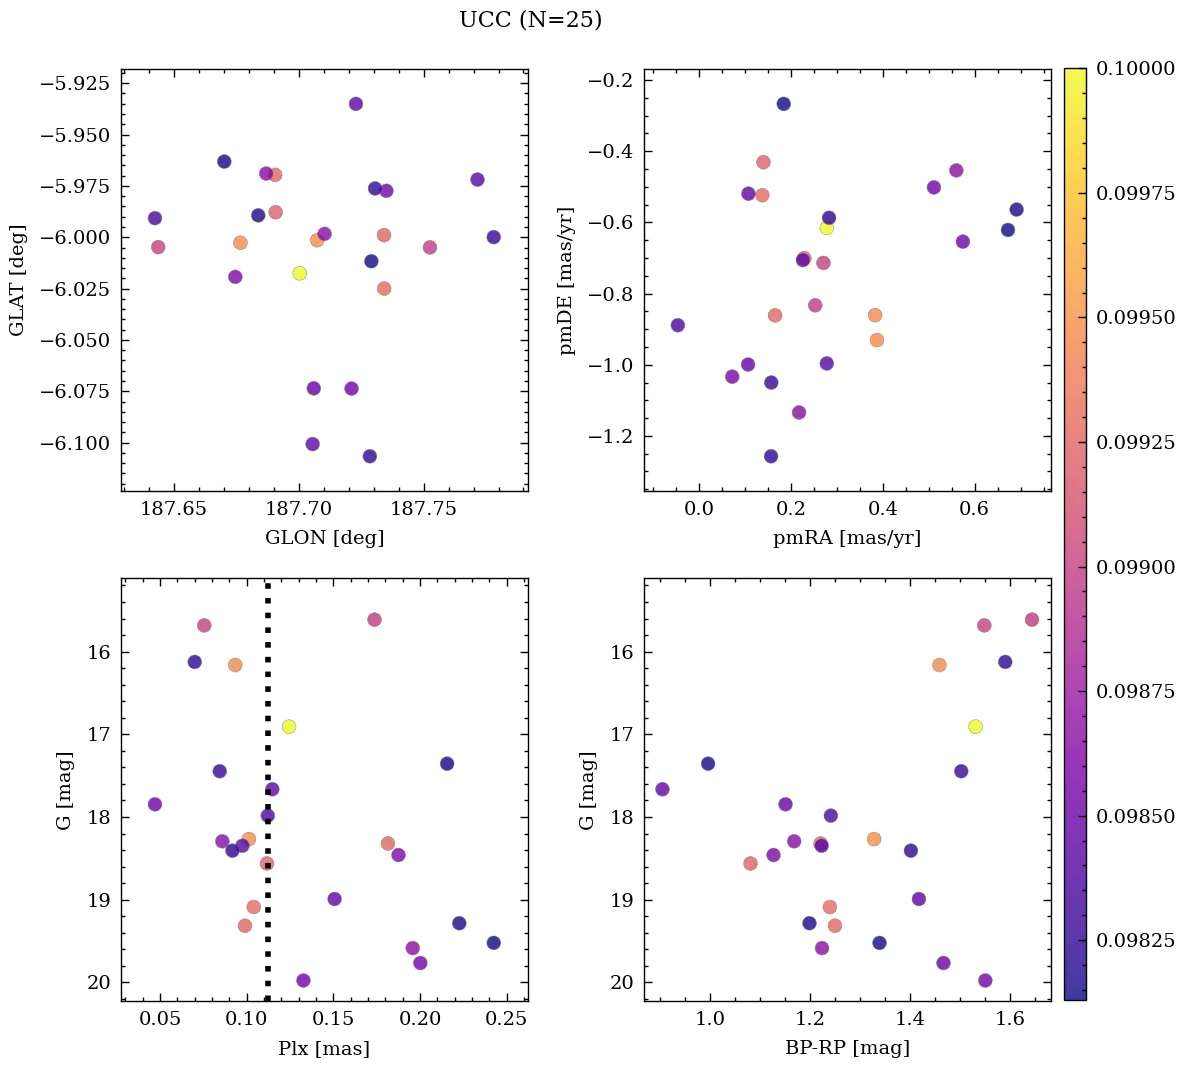 UCC (N=25)
−5.925
−5.950
−5.975
−6.000
−6.025
−6.050
−6.075
−6.100
GLAT [deg]
187.65 187.70 187.75
GLON [deg]
−0.2
−0.4
−0.6
−0.8
−1.0
−1.2
pmDE [mas/yr]
0.0 0.2 0.4 0.6
pmRA [mas/yr]
16
17
18
19
20
G [mag]
0.05 0.10 0.15 0.20 0.25
Plx [mas]
16
17
18
19
20
G [mag]
1.0 1.2 1.4 1.6
BP-RP [mag]
0.10000
0.09975
0.09950
0.09925
0.09900
0.09875
0.09850
0.09825